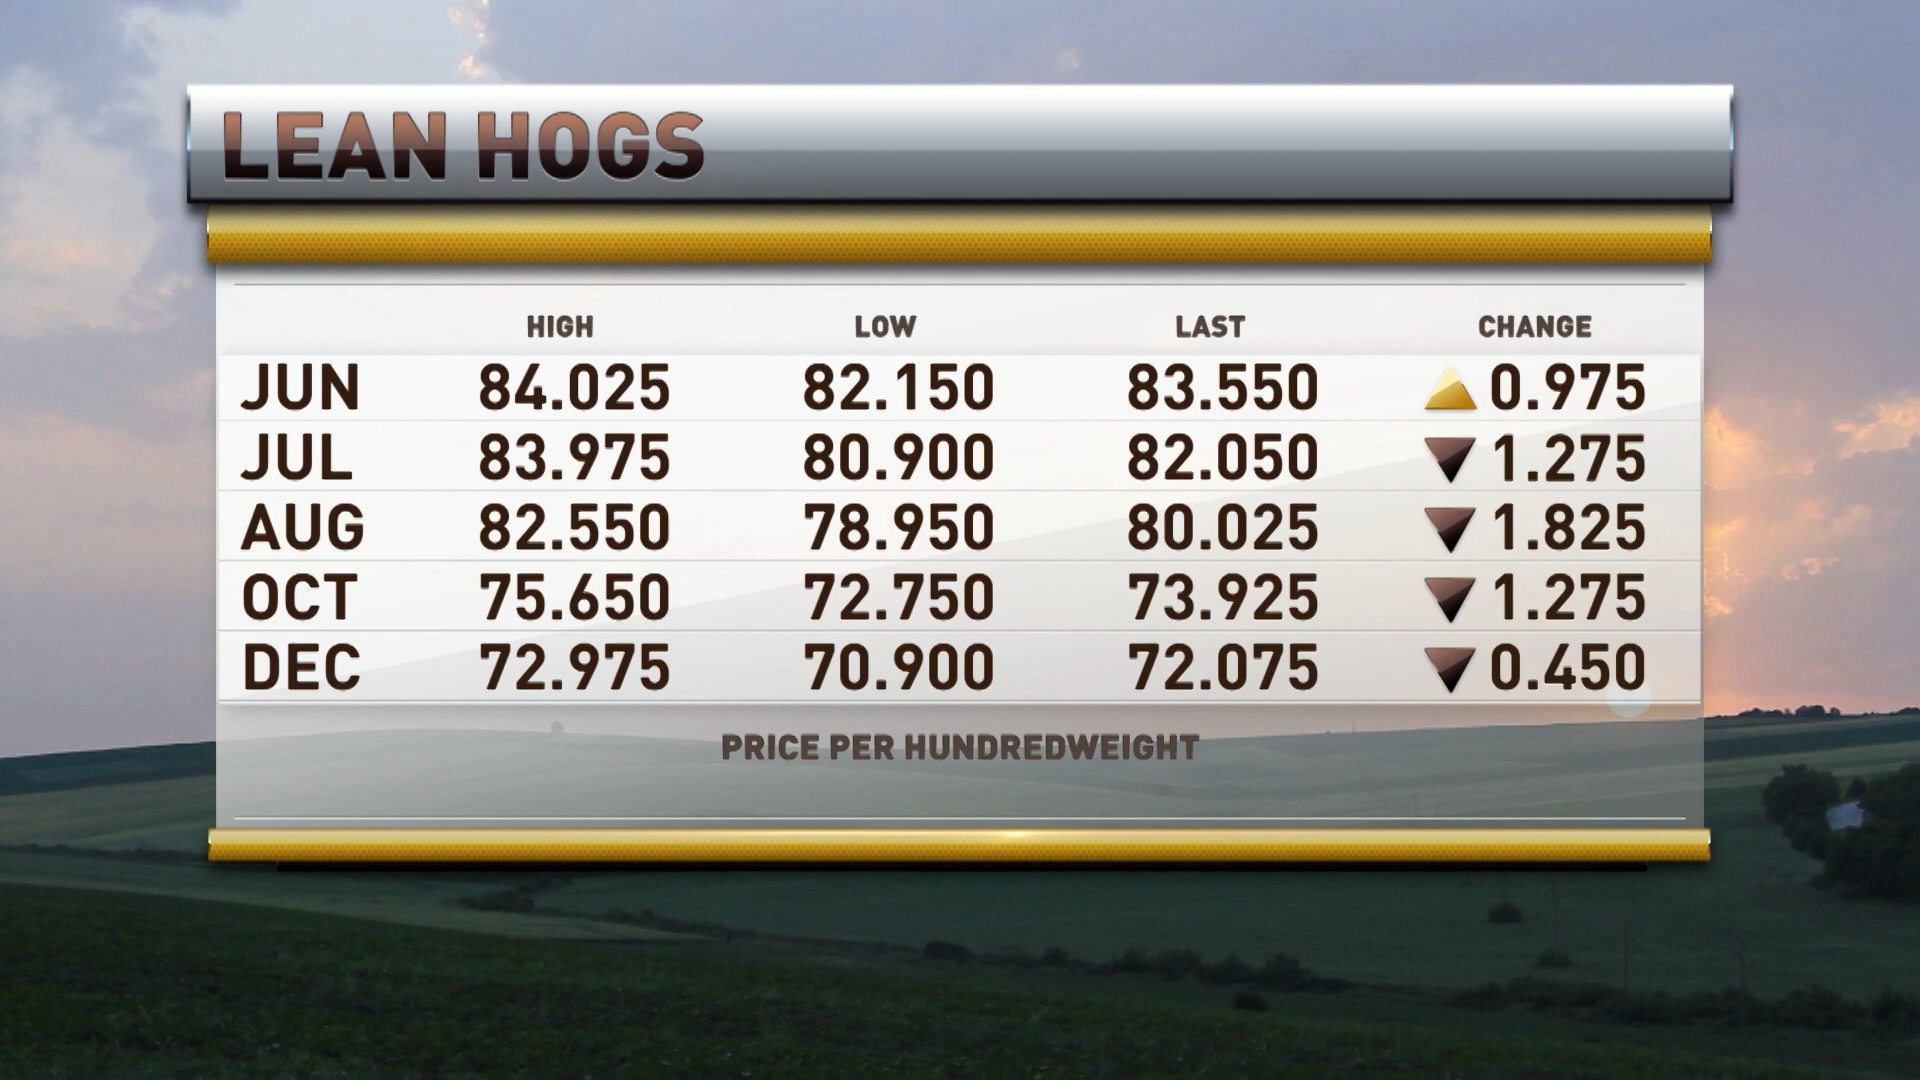 LEAN HOGS
HIGH LOW LAST CHANGE
JUN 84.025 82.150 83.550 ▲ 0.975
JUL 83.975 80.900 82.050 ▼ 1.275
AUG 82.550 78.950 80.025 ▼ 1.825
OCT 75.650 72.750 73.925 ▼ 1.275
DEC 72.975 70.900 72.075 ▼ 0.450
PRICE PER HUNDREDWEIGHT